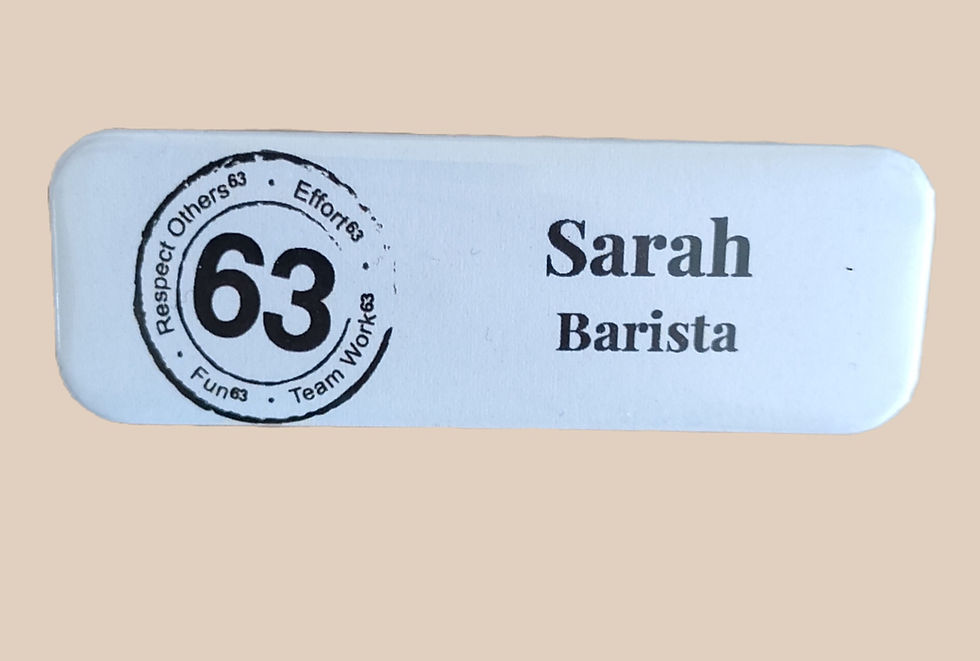 Respect Others63 · Effort63 · Team Work63 · Fun63 ·
63
Sarah
Barista